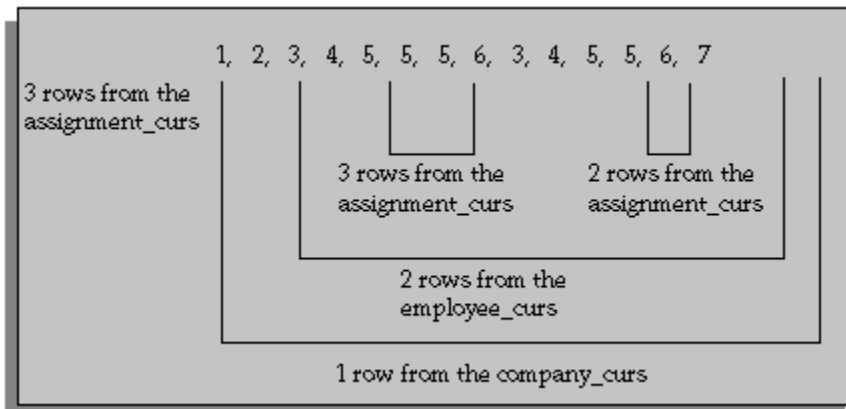 1, 2, 3, 4, 5, 5, 5, 6, 3, 4, 5, 5, 6, 7
3 rows from the
assignment_curs
3 rows from the
assignment_curs
2 rows from the
assignment_curs
2 rows from the
employee_curs
1 row from the company_curs